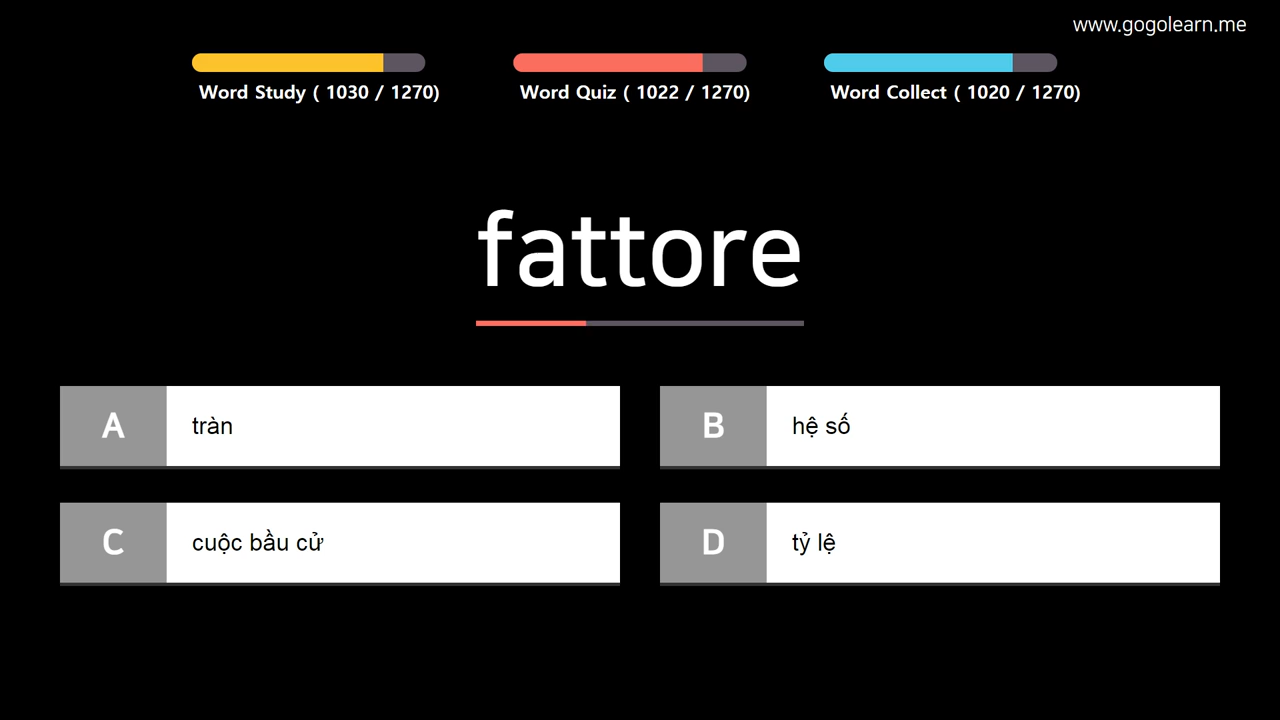 www.gogolearn.me
Word Study ( 1030 / 1270)
Word Quiz ( 1022 / 1270)
Word Collect ( 1020 / 1270)
fattore
A
tràn
B
hệ số
C
cuộc bầu cử
D
tỷ lệ